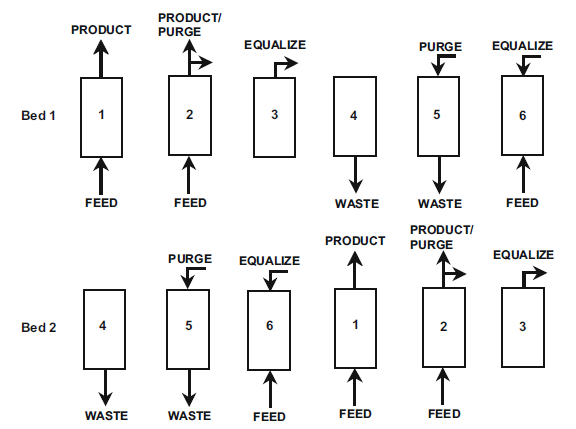 PRODUCT
PRODUCT/
PURGE
EQUALIZE
PURGE
EQUALIZE
Bed 1
1
2
3
4
5
6
FEED
FEED
WASTE
WASTE
FEED
PURGE
EQUALIZE
PRODUCT
PRODUCT/
PURGE
EQUALIZE
Bed 2
4
5
6
1
2
3
WASTE
WASTE
FEED
FEED
FEED